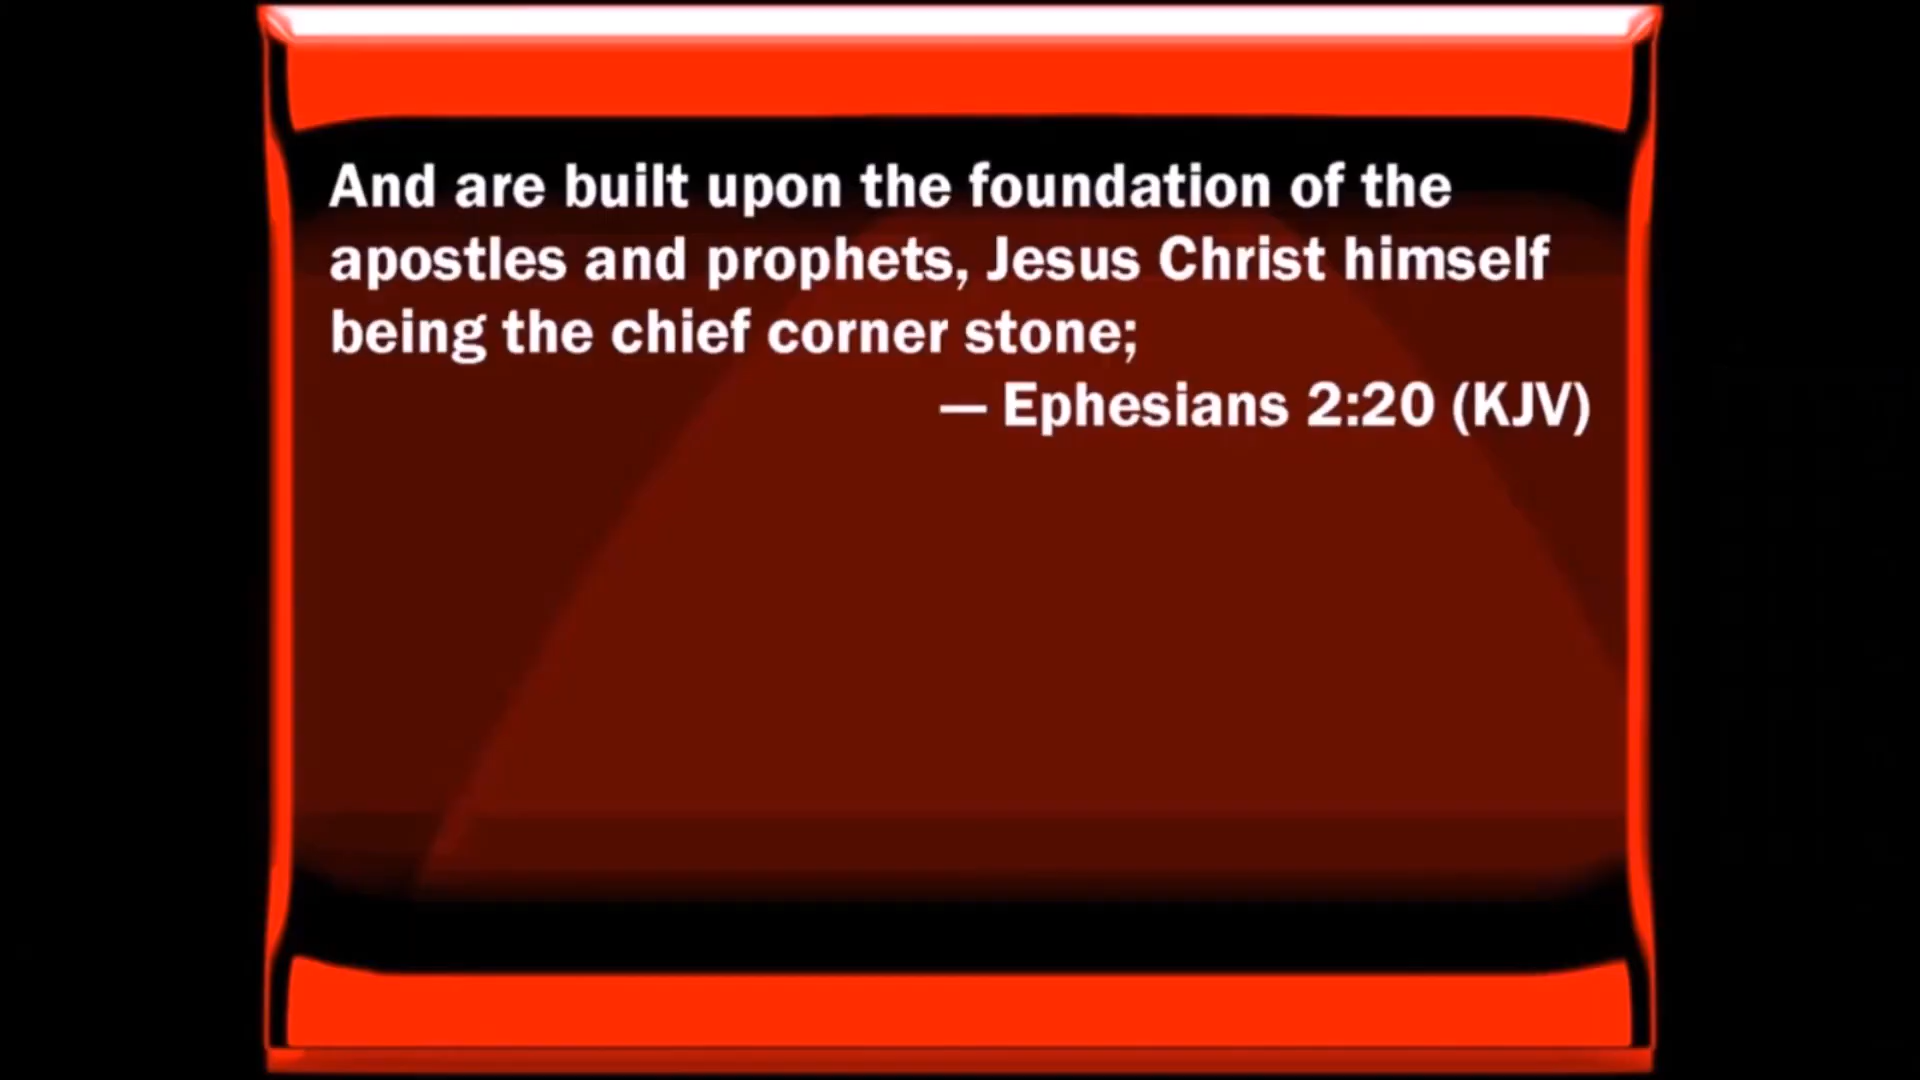 And are built upon the foundation of the
apostles and prophets, Jesus Christ himself
being the chief corner stone;
— Ephesians 2:20 (KJV)